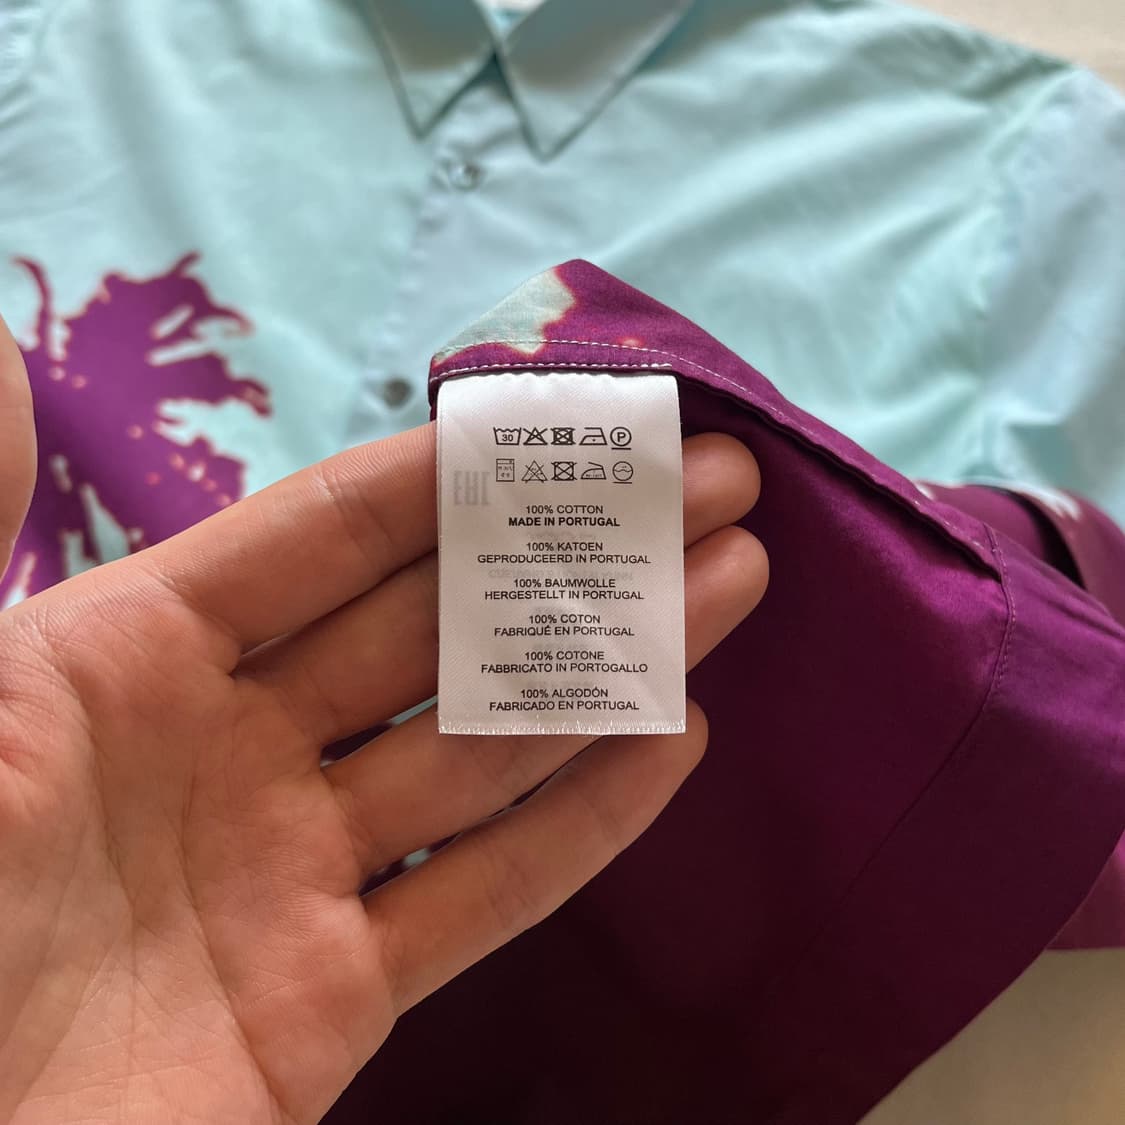 30 P
100% COTTON
MADE IN PORTUGAL
100% KATOEN
GEPRODUCEERD IN PORTUGAL
100% BAUMWOLLE
HERGESTELLT IN PORTUGAL
100% COTON
FABRIQUÉ EN PORTUGAL
100% COTONE
FABBRICATO IN PORTOGALLO
100% ALGODÓN
FABRICADO EN PORTUGAL